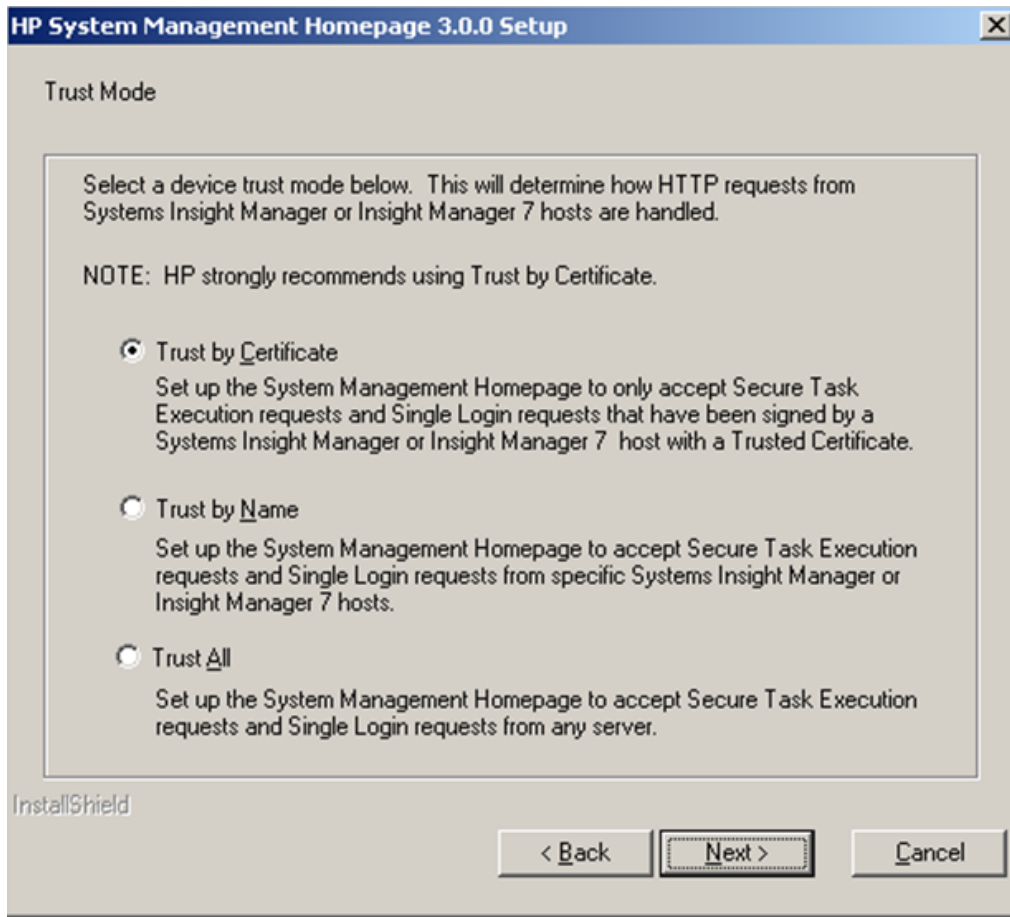 HP System Management Homepage 3.0.0 Setup
Trust Mode
Select a device trust mode below.  This will determine how HTTP requests from
Systems Insight Manager or Insight Manager 7 hosts are handled.
NOTE:  HP strongly recommends using Trust by Certificate.
Trust by Certificate
Set up the System Management Homepage to only accept Secure Task
Execution requests and Single Login requests that have been signed by a
Systems Insight Manager or Insight Manager 7  host with a Trusted Certificate.
Trust by Name
Set up the System Management Homepage to accept Secure Task Execution
requests and Single Login requests from specific Systems Insight Manager or
Insight Manager 7 hosts.
Trust All
Set up the System Management Homepage to accept Secure Task Execution
requests and Single Login requests from any server.
InstallShield
< Back
Next >
Cancel